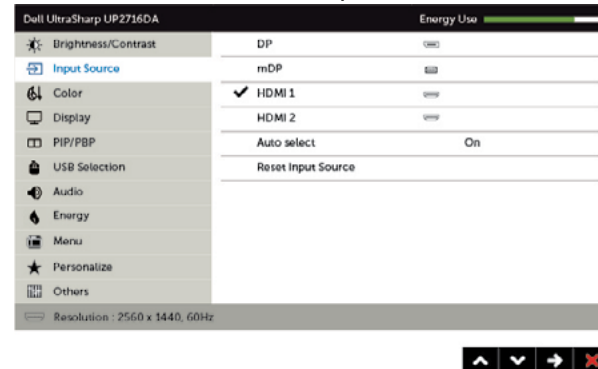 Dell UltraSharp UP2716DA Energy Use
Brightness/Contrast DP
Input Source mDP
Color HDMI 1
Display HDMI 2
PIP/PBP Auto select On
USB Selection Reset Input Source
Audio
Energy
Menu
Personalize
Others
Resolution : 2560 x 1440, 60Hz